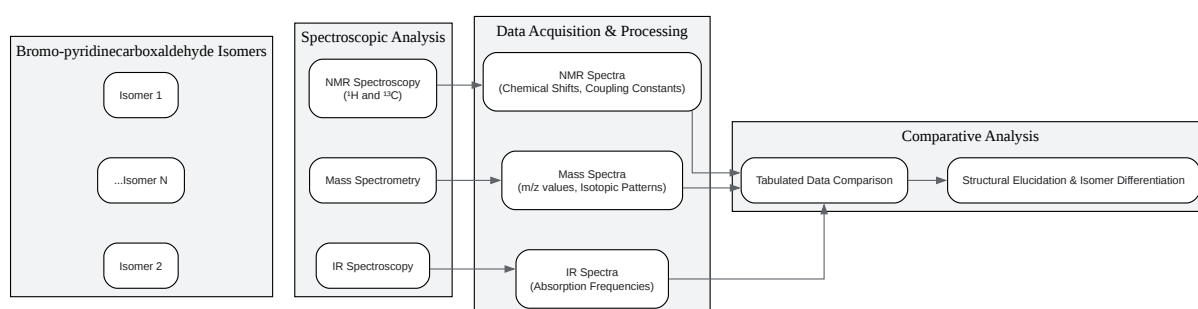 Bromo-pyridinecarboxaldehyde Isomers
Isomer 1
...Isomer N
Isomer 2
Spectroscopic Analysis
NMR Spectroscopy
(¹H and ¹³C)
Mass Spectrometry
IR Spectroscopy
Data Acquisition & Processing
NMR Spectra
(Chemical Shifts, Coupling Constants)
Mass Spectra
(m/z values, Isotopic Patterns)
IR Spectra
(Absorption Frequencies)
Comparative Analysis
Tabulated Data Comparison
Structural Elucidation & Isomer Differentiation